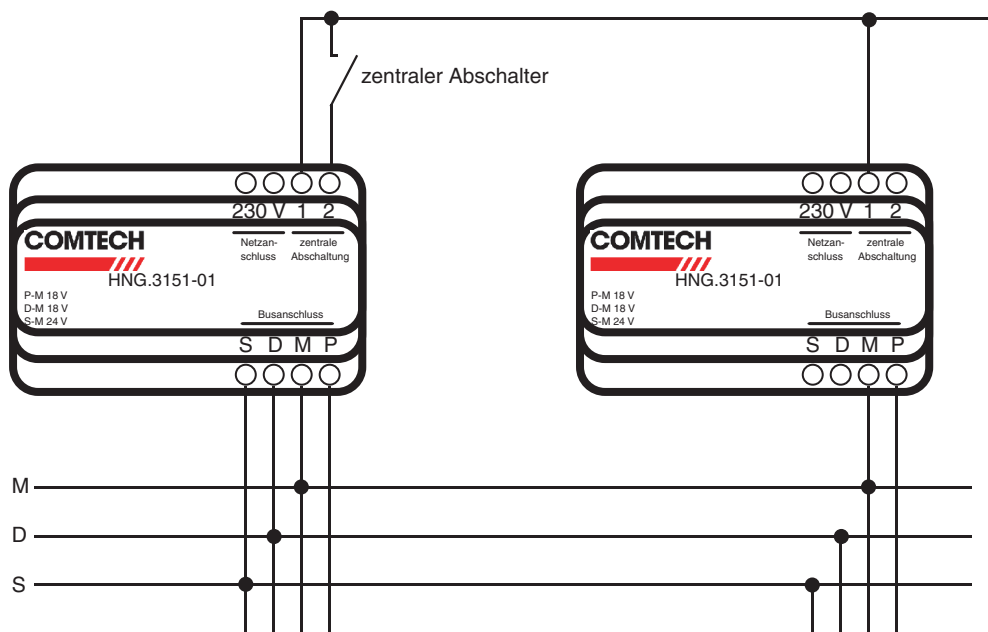 zentraler Abschalter
230 V 1 2
COMTECH
Netzan-
schluss
zentrale
Abschaltung
HNG.3151-01
P-M 18 V
D-M 18 V
S-M 24 V
Busanschluss
S D M P
230 V 1 2
COMTECH
Netzan-
schluss
zentrale
Abschaltung
HNG.3151-01
P-M 18 V
D-M 18 V
S-M 24 V
Busanschluss
S D M P
M
D
S